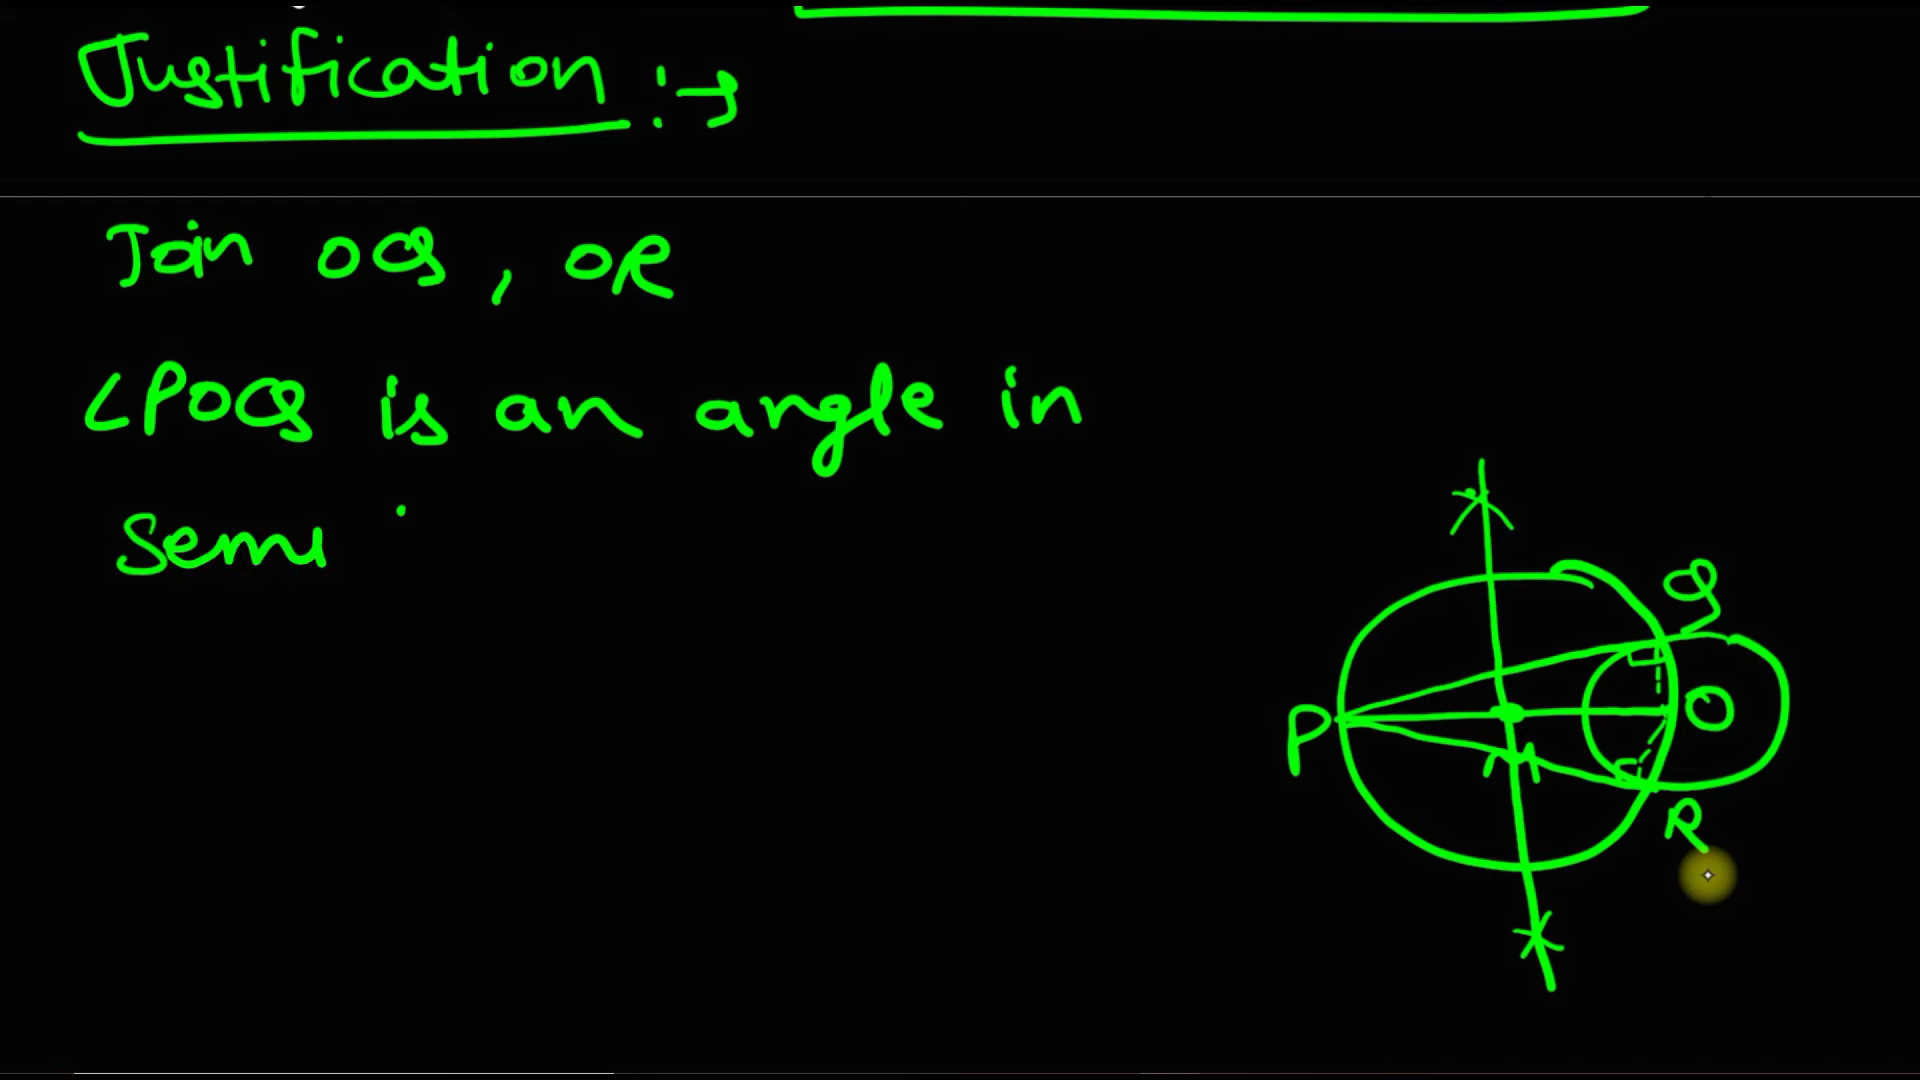 Justification :→
Join OQ, OR
∠POQ is an angle in
Semi
Q
P
O
M
R